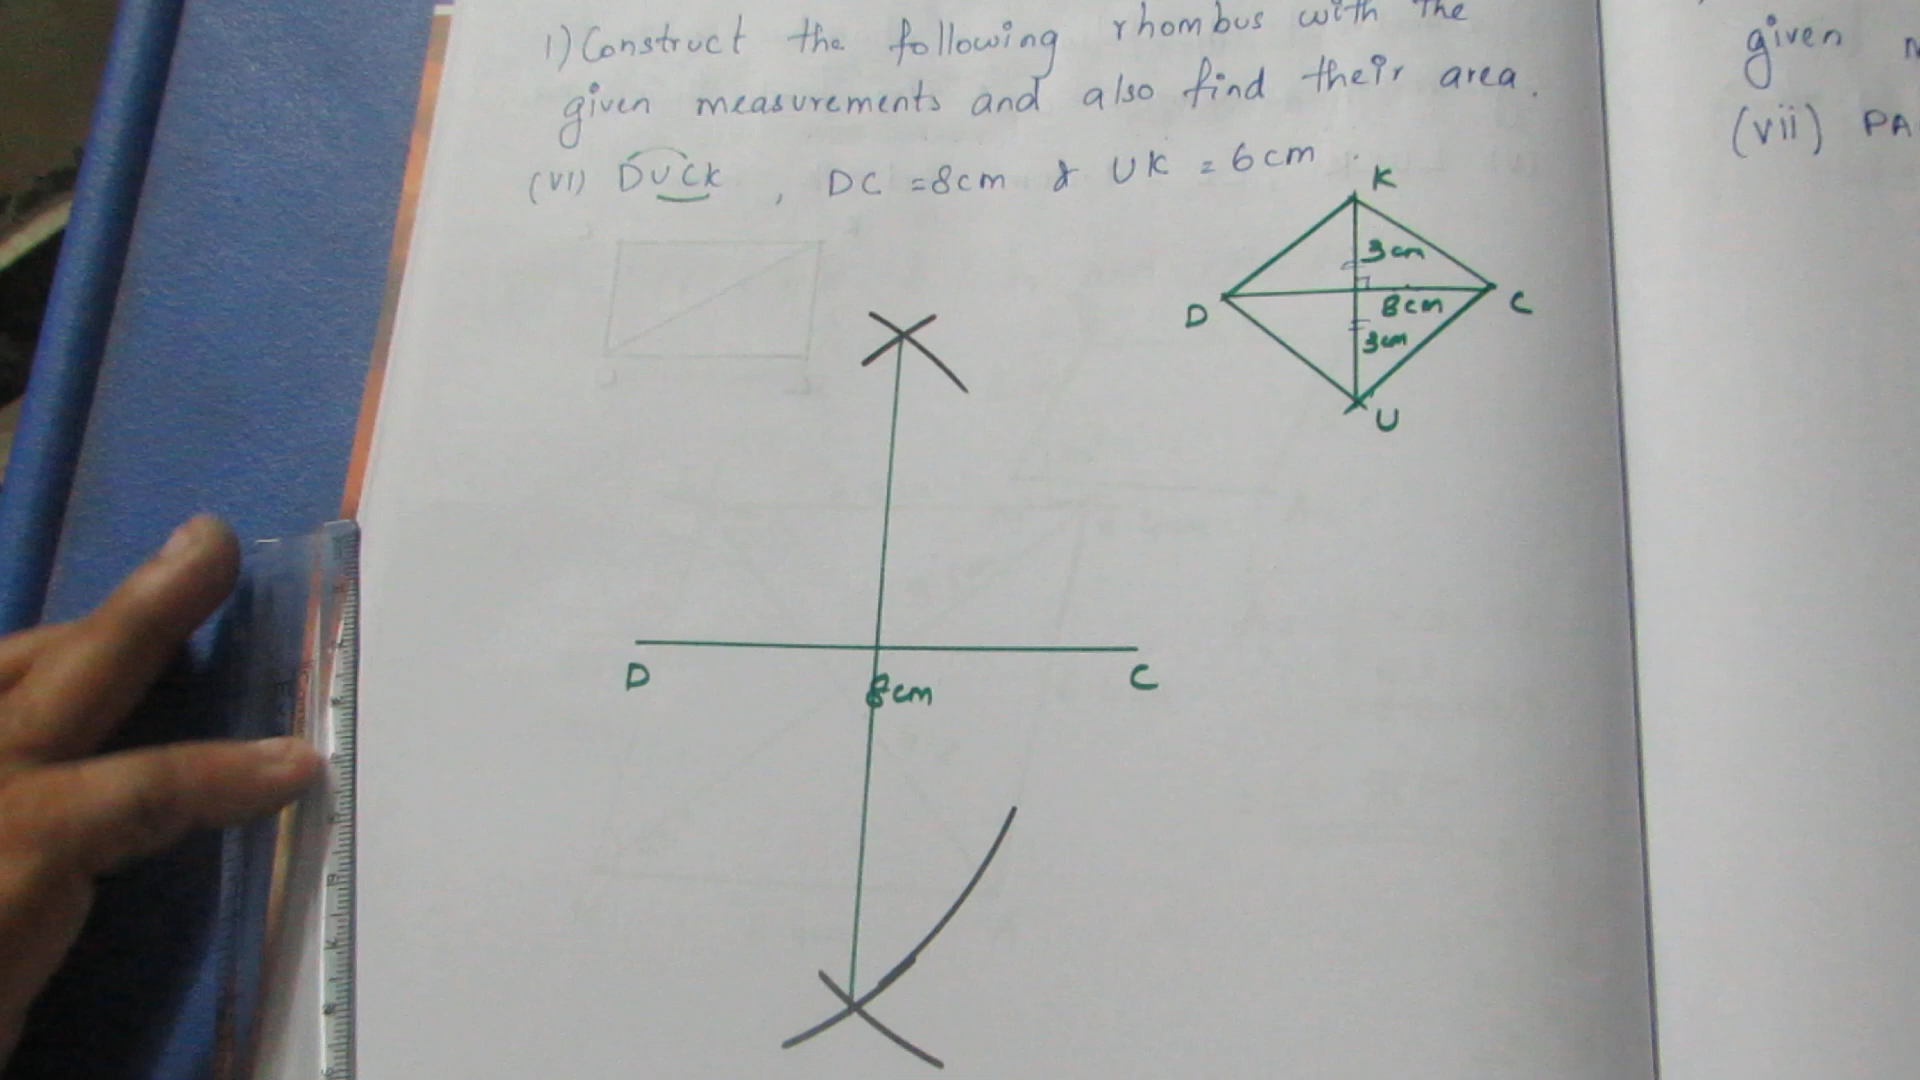 1) Construct the following rhombus with the
given measurements and also find their area.
(vi) DUCK, DC = 8cm & UK = 6cm.
K
3cm
D
8cm
C
3cm
U
D
8cm
C
given
(vii) PA